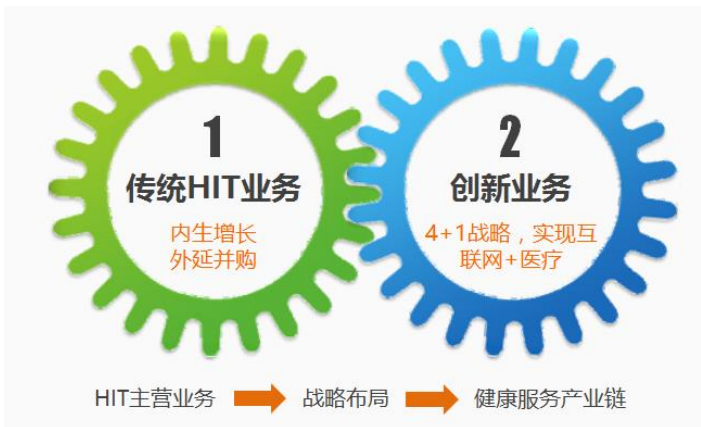 1
传统HIT业务
内生增长
外延并购
2
创新业务
4+1战略，实现互
联网+医疗
HIT主营业务 战略布局 健康服务产业链